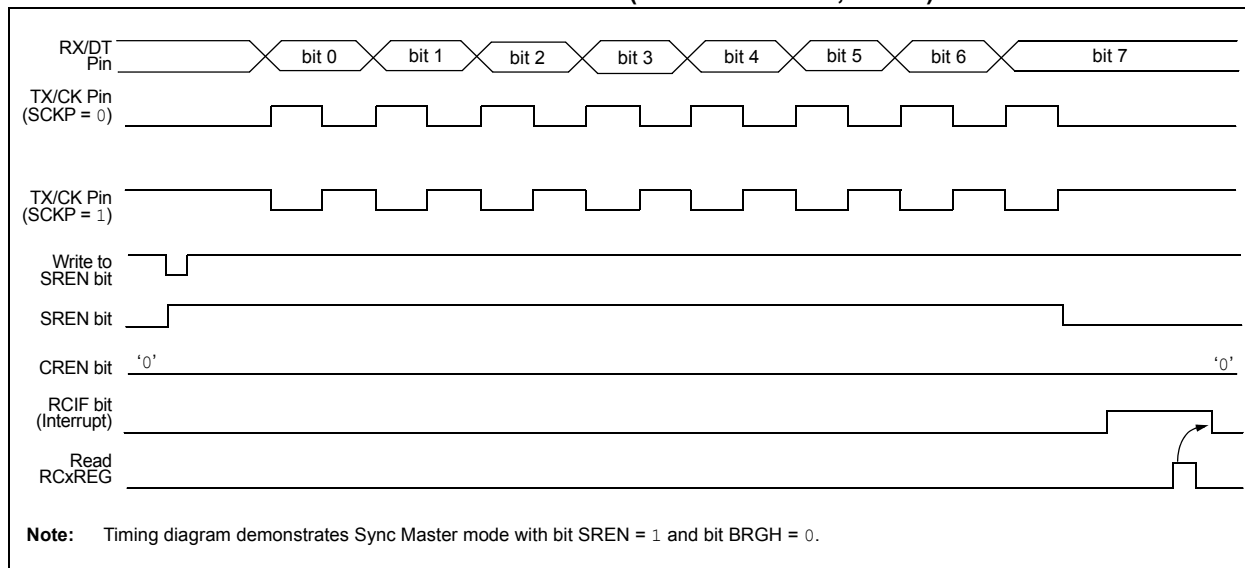 RX/DT
Pin
bit 0
bit 1
bit 2
bit 3
bit 4
bit 5
bit 6
bit 7
TX/CK Pin
(SCKP = 0)
TX/CK Pin
(SCKP = 1)
Write to
SREN bit
SREN bit
CREN bit
‘0’
‘0’
RCIF bit
(Interrupt)
Read
RCxREG
Note: Timing diagram demonstrates Sync Master mode with bit SREN = 1 and bit BRGH = 0.